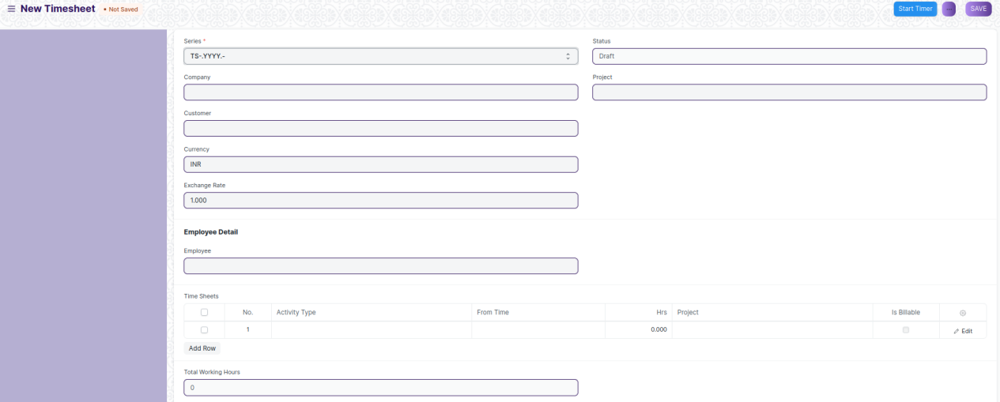 New Timesheet • Not Saved Start Timer ... SAVE
Series * Status
TS-.YYYY.- Draft
Company Project
Customer
Currency
INR
Exchange Rate
1.000
Employee Detail
Employee
Time Sheets
No. Activity Type From Time Hrs Project Is Billable
1 0.000 Edit
Add Row
Total Working Hours
0